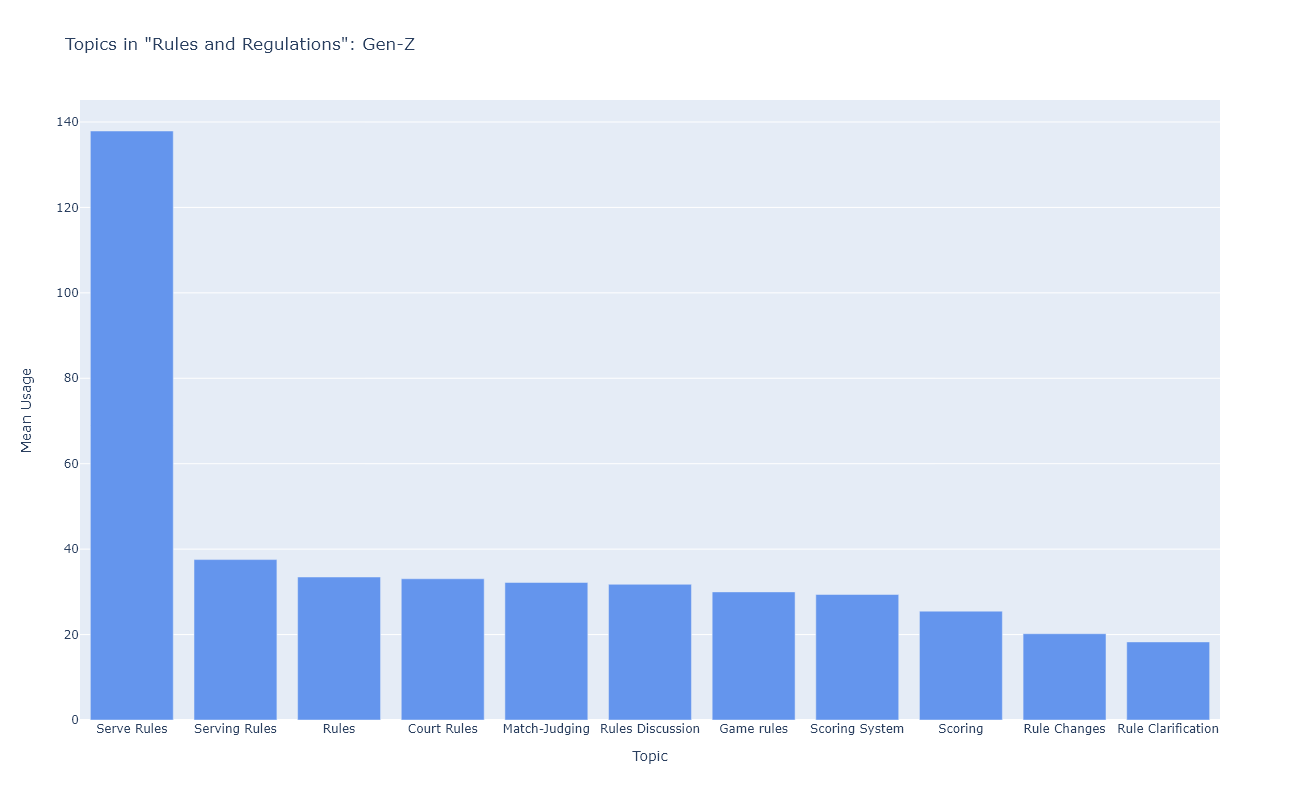 Topics in "Rules and Regulations": Gen-Z
140
120
100
80
60
40
20
0
Mean Usage
Serve Rules
Serving Rules
Rules
Court Rules
Match-Judging
Rules Discussion
Game rules
Scoring System
Scoring
Rule Changes
Rule Clarification
Topic